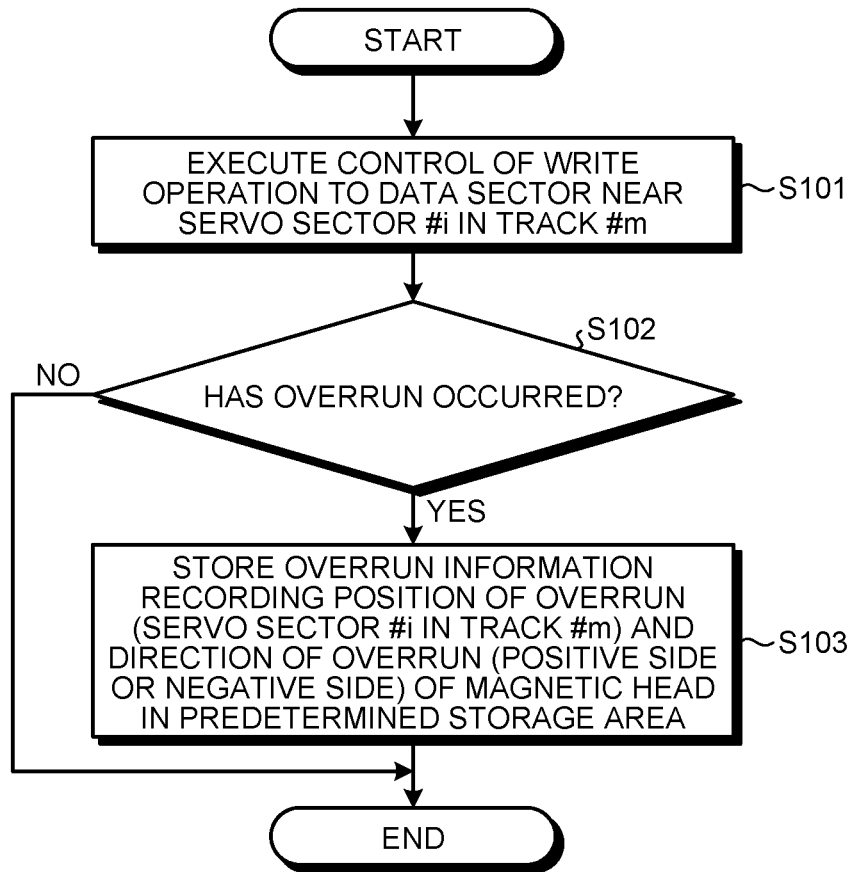 START
EXECUTE CONTROL OF WRITE
OPERATION TO DATA SECTOR NEAR
SERVO SECTOR #i IN TRACK #m
S101
S102
NO
HAS OVERRUN OCCURRED?
YES
STORE OVERRUN INFORMATION
RECORDING POSITION OF OVERRUN
(SERVO SECTOR #i IN TRACK #m) AND
DIRECTION OF OVERRUN (POSITIVE SIDE
OR NEGATIVE SIDE) OF MAGNETIC HEAD
IN PREDETERMINED STORAGE AREA
S103
END